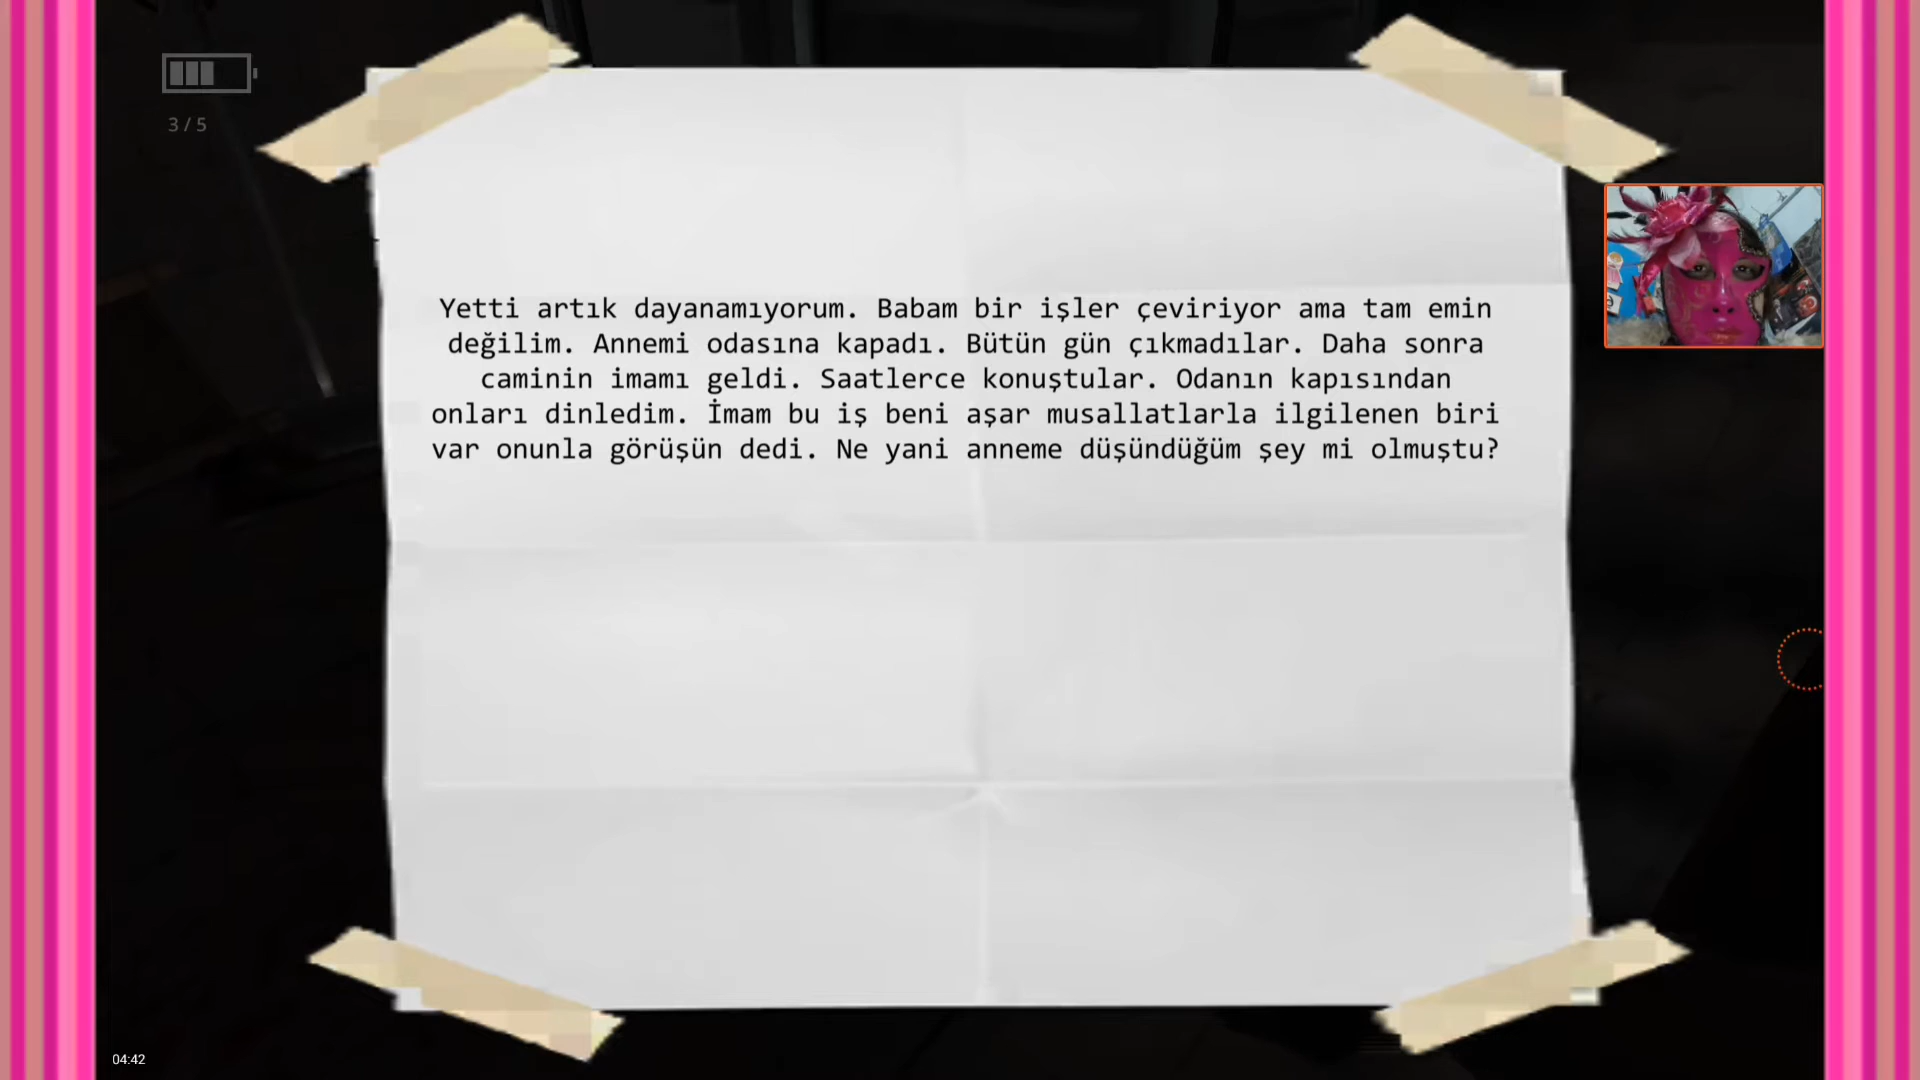 3 / 5
Yetti artık dayanamıyorum. Babam bir işler çeviriyor ama tam emin
değilim. Annemi odasına kapadı. Bütün gün çıkmadılar. Daha sonra
caminin imamı geldi. Saatlerce konuştular. Odanın kapısından
onları dinledim. İmam bu iş beni aşar musallatlarla ilgilenen biri
var onunla görüşün dedi. Ne yani anneme düşündüğüm şey mi olmuştu?
04:42